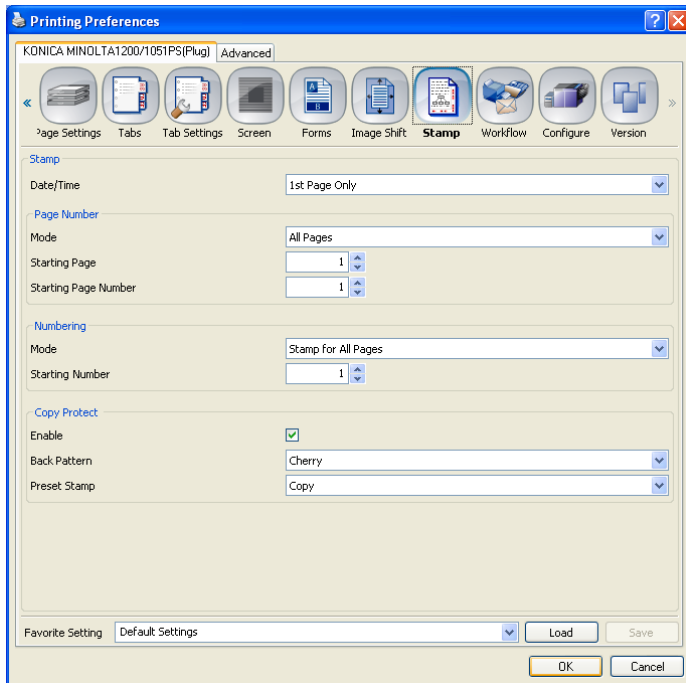 Printing Preferences
KONICA MINOLTA1200/1051PS(Plug) Advanced
Page Settings Tabs Tab Settings Screen Forms Image Shift Stamp Workflow Configure Version
Stamp
Date/Time 1st Page Only
Page Number
Mode All Pages
Starting Page 1
Starting Page Number 1
Numbering
Mode Stamp for All Pages
Starting Number 1
Copy Protect
Enable
Back Pattern Cherry
Preset Stamp Copy
Favorite Setting Default Settings Load Save
OK Cancel